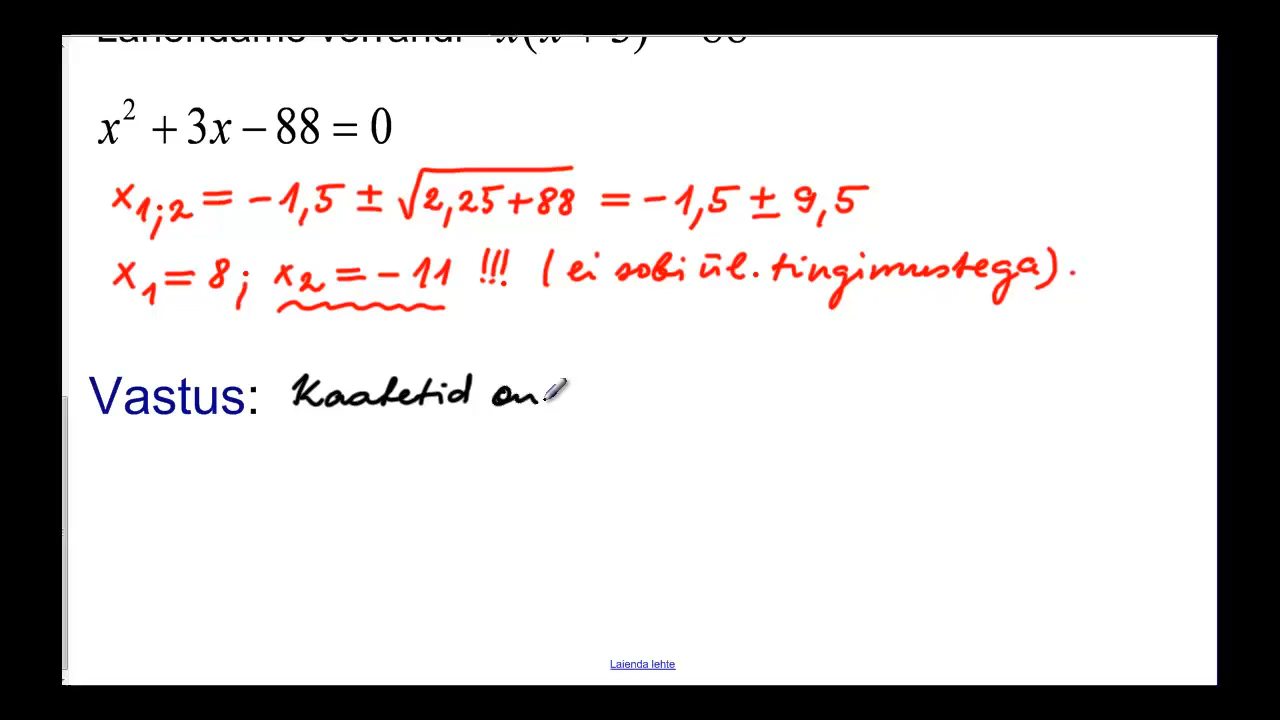 x² + 3x − 88 = 0
x₁;₂ = −1,5 ± √2,25+88 = −1,5 ± 9,5
x₁ = 8; x₂ = −11 !!! (ei sobi ül. tingimustega).
Vastus: Kaatetid on
Laienda lehte